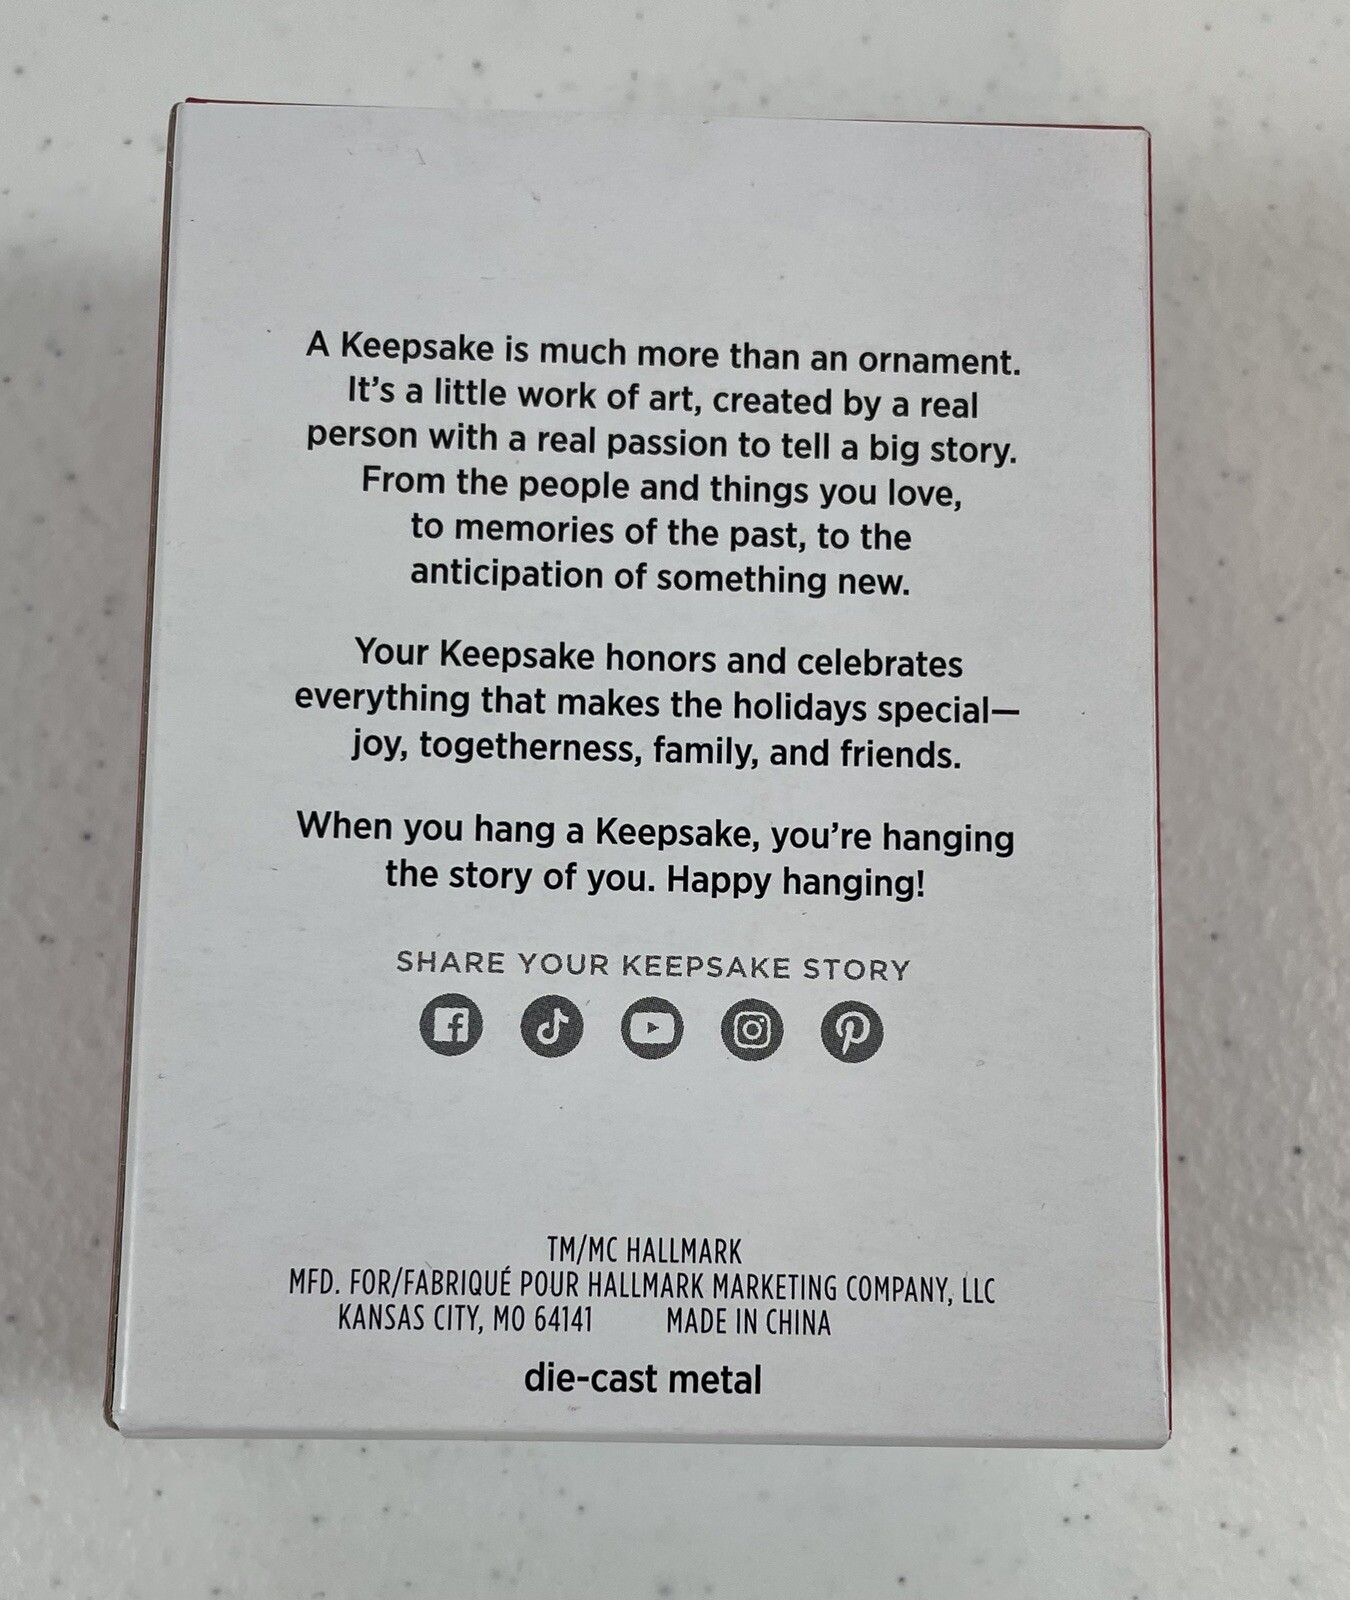 A Keepsake is much more than an ornament.
It's a little work of art, created by a real
person with a real passion to tell a big story.
From the people and things you love,
to memories of the past, to the
anticipation of something new.
Your Keepsake honors and celebrates
everything that makes the holidays special—
joy, togetherness, family, and friends.
When you hang a Keepsake, you're hanging
the story of you. Happy hanging!
SHARE YOUR KEEPSAKE STORY
TM/MC HALLMARK
MFD. FOR/FABRIQUÉ POUR HALLMARK MARKETING COMPANY, LLC
KANSAS CITY, MO 64141 MADE IN CHINA
die-cast metal